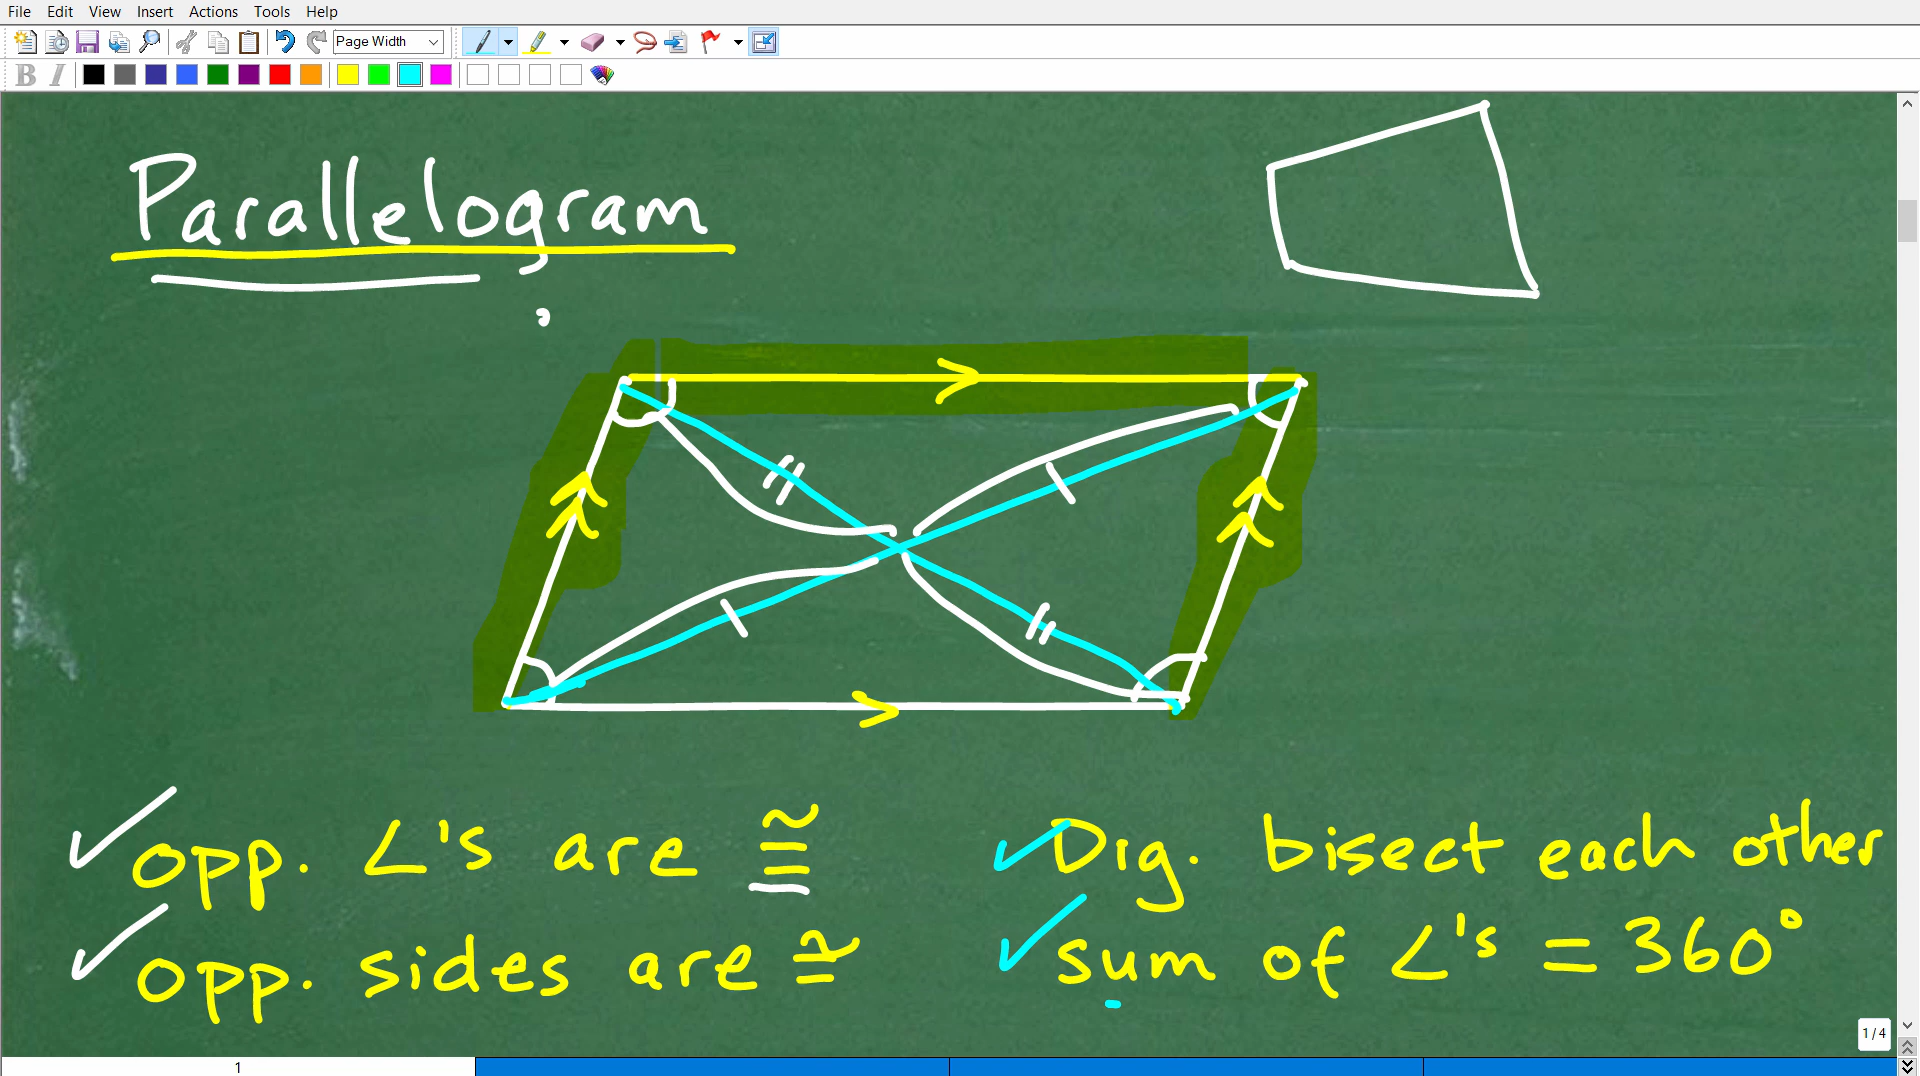 File Edit View Insert Actions Tools Help
Page Width
B I
Parallelogram
opp. ∠'s are ≅
opp. sides are ≅
Dig. bisect each other
sum of ∠'s = 360°
1 / 4
1